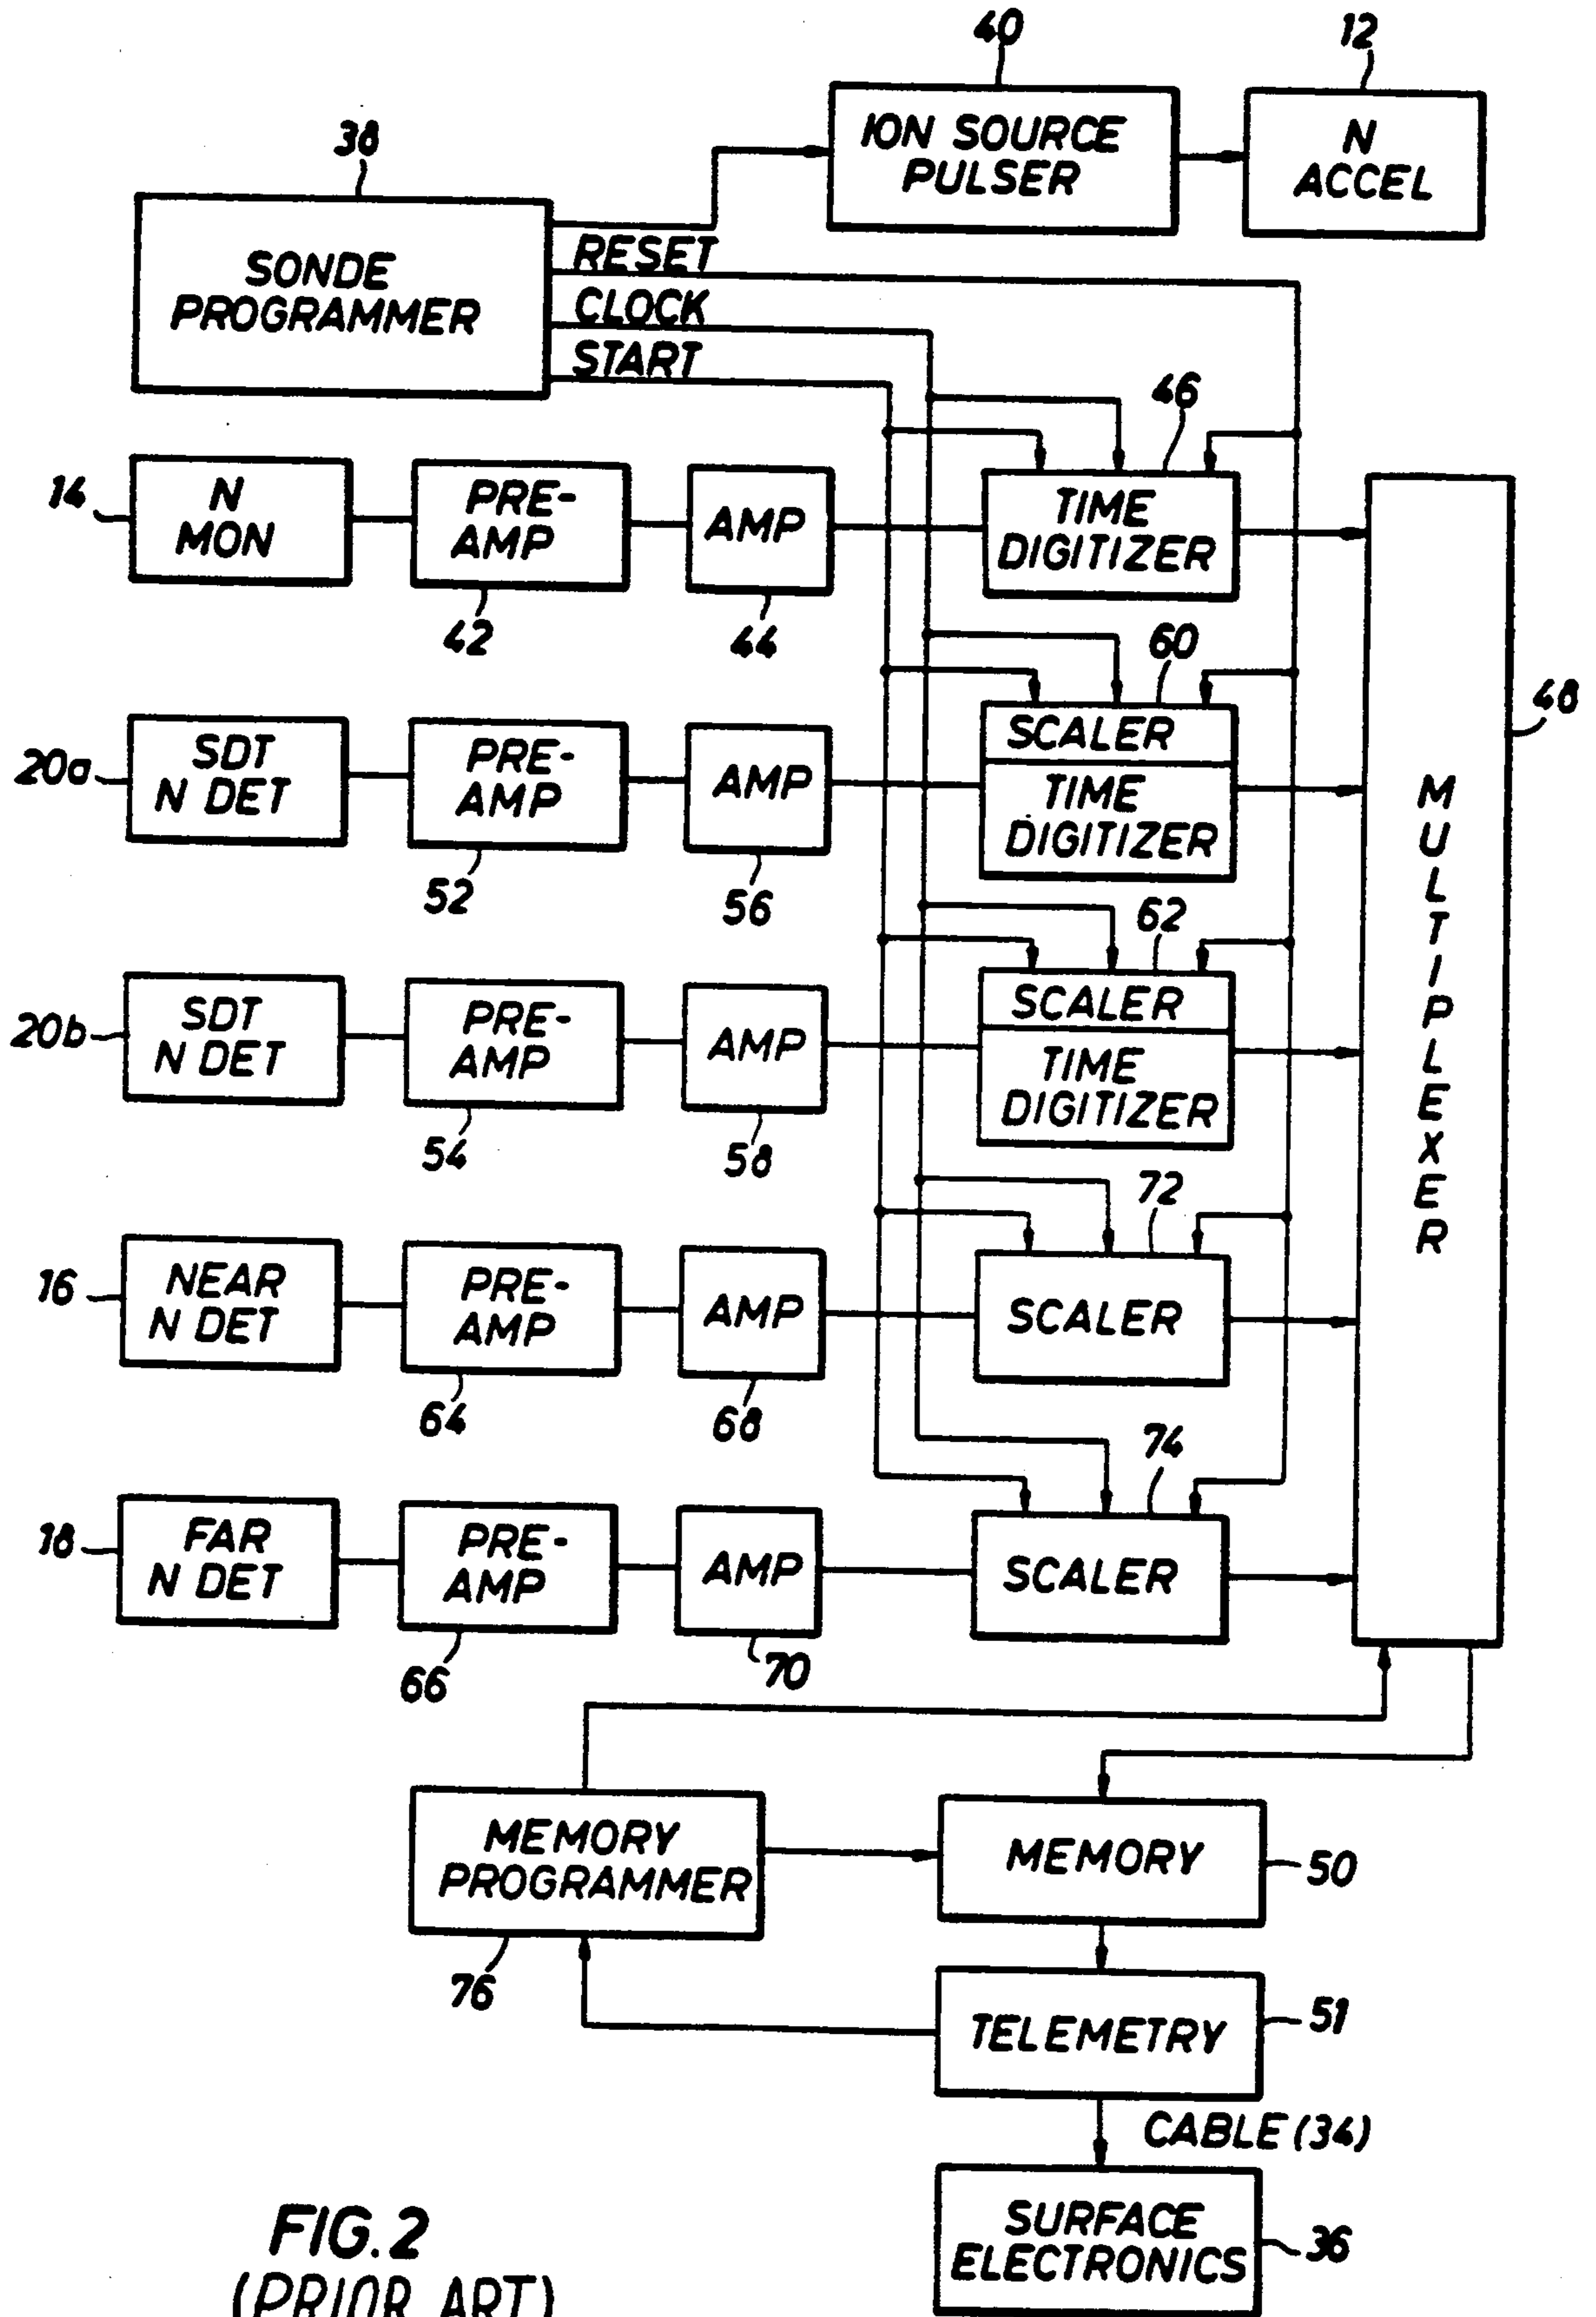 40
12
38
ION SOURCE
PULSER
N
ACCEL
SONDE
PROGRAMMER
RESET
CLOCK
START
46
14
N
MON
PRE-
AMP
AMP
TIME
DIGITIZER
42
44
60
48
20a
SDT
N DET
PRE-
AMP
AMP
SCALER
TIME
DIGITIZER
52
56
62
20b
SDT
N DET
PRE-
AMP
AMP
SCALER
TIME
DIGITIZER
54
58
MULTIPLEXER
72
16
NEAR
N DET
PRE-
AMP
AMP
SCALER
64
68
74
18
FAR
N DET
PRE-
AMP
AMP
SCALER
66
70
MEMORY
PROGRAMMER
76
MEMORY
50
TELEMETRY
51
CABLE (34)
SURFACE
ELECTRONICS
36
FIG. 2
(PRIOR ART)